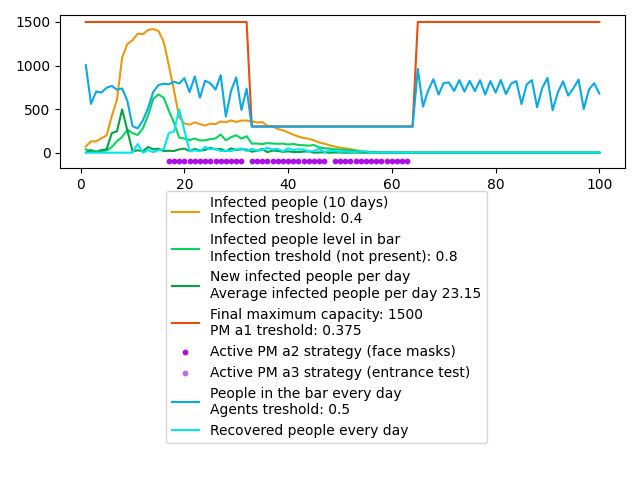 1500
1000
500
0
0
20
40
60
80
100
Infected people (10 days)
Infection treshold: 0.4
Infected people level in bar
Infection treshold (not present): 0.8
New infected people per day
Average infected people per day 23.15
Final maximum capacity: 1500
PM a1 treshold: 0.375
Active PM a2 strategy (face masks)
Active PM a3 strategy (entrance test)
People in the bar every day
Agents treshold: 0.5
Recovered people every day